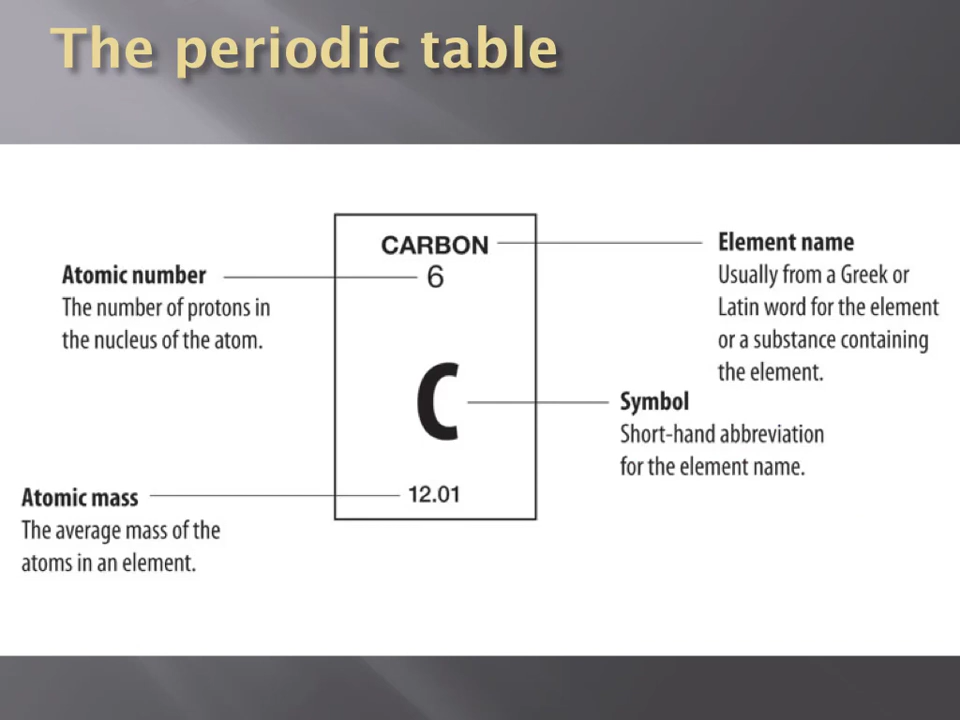 The periodic table
CARBON
6
C
12.01
Atomic number
The number of protons in
the nucleus of the atom.
Atomic mass
The average mass of the
atoms in an element.
Element name
Usually from a Greek or
Latin word for the element
or a substance containing
the element.
Symbol
Short-hand abbreviation
for the element name.